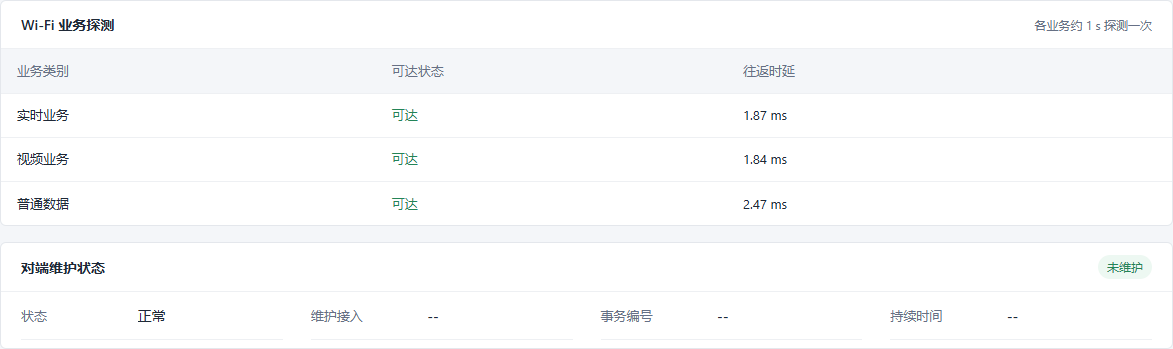 Wi-Fi 业务探测 各业务约 1 s 探测一次
业务类别 可达状态 往返时延
实时业务 可达 1.87 ms
视频业务 可达 1.84 ms
普通数据 可达 2.47 ms
对端维护状态 未维护
状态 正常 维护接入 -- 事务编号 -- 持续时间 --